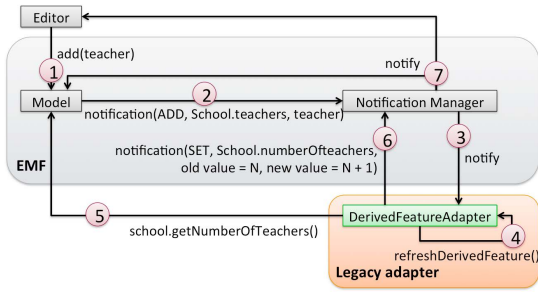 Editor
add(teacher)
1
notify
7
2
Model
Notification Manager
notification(ADD, School.teachers, teacher)
notification(SET, School.numberOfteachers,
old value = N, new value = N + 1)
6
3
notify
EMF
5
DerivedFeatureAdapter
school.getNumberOfTeachers()
4
refreshDerivedFeature()
Legacy adapter